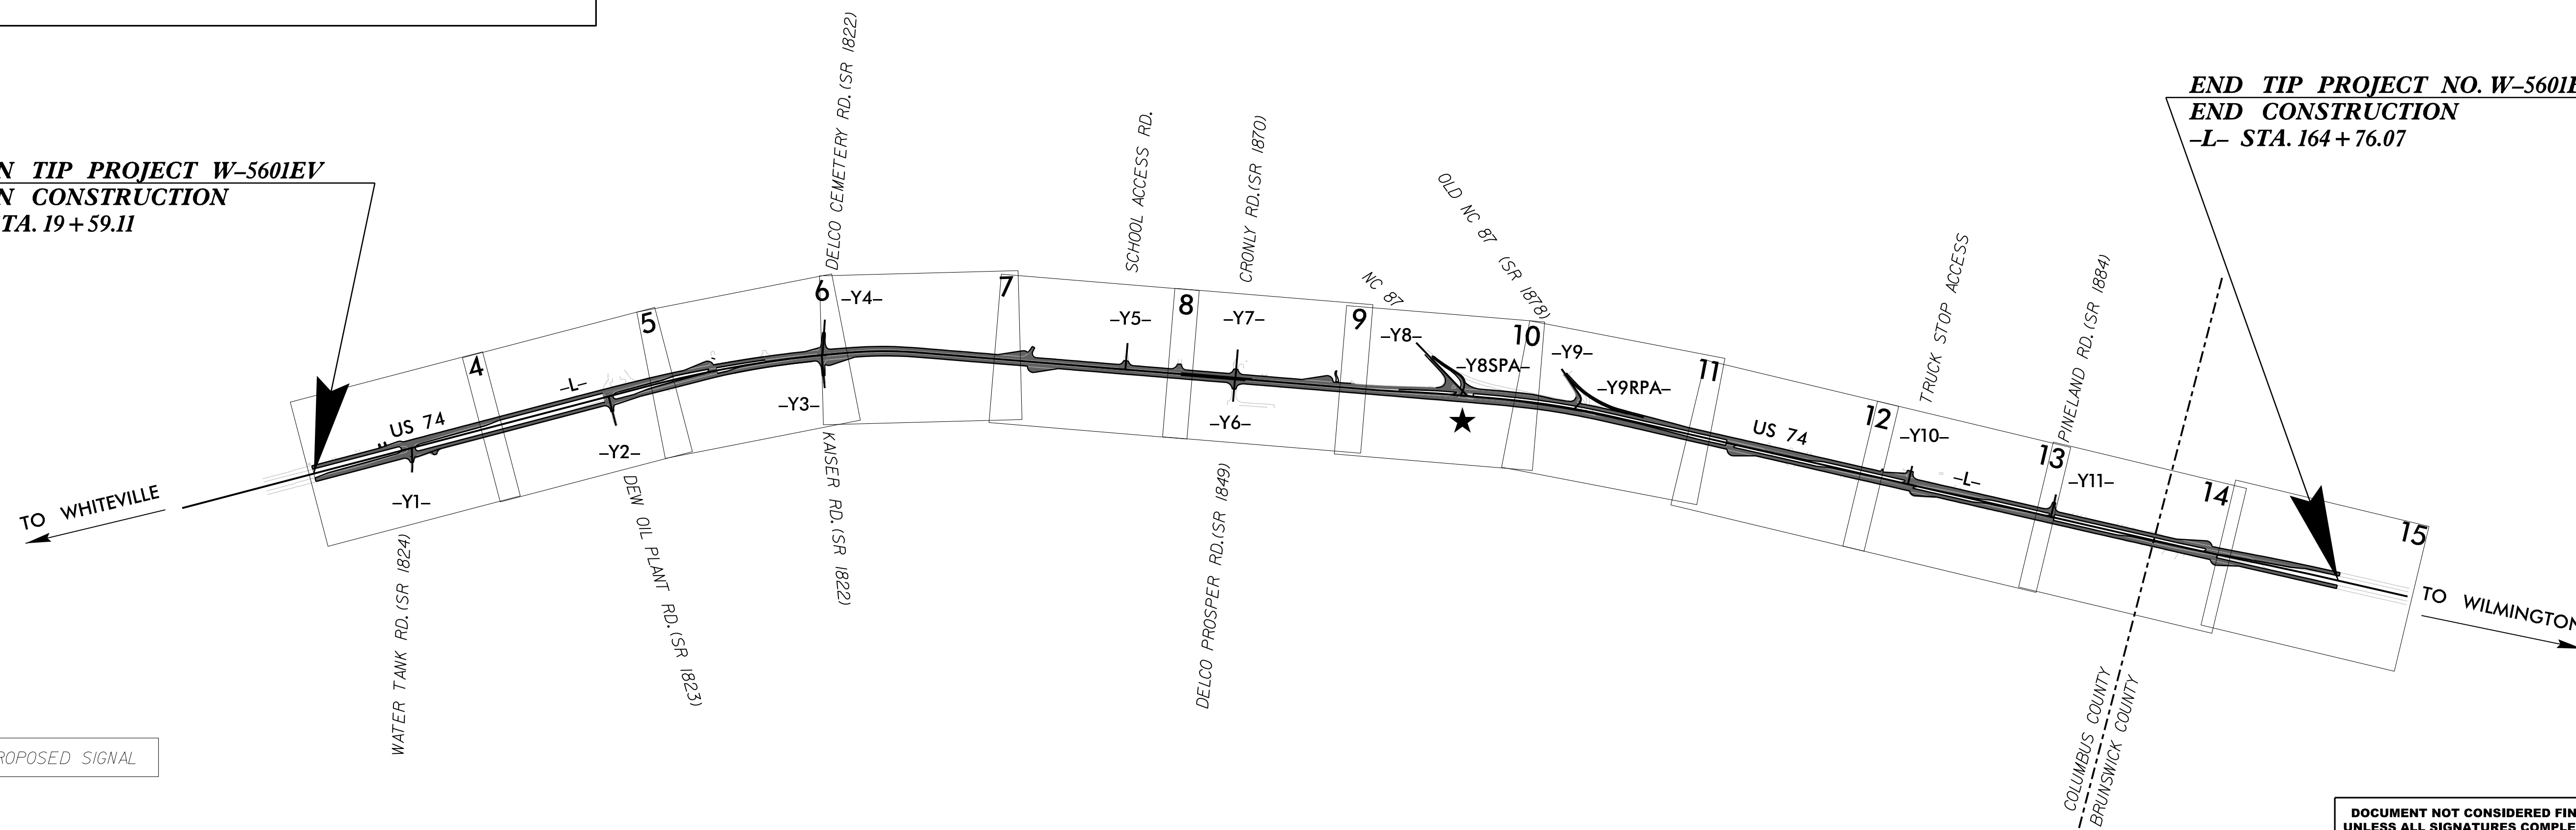 DELCO CEMETERY RD.(SR 1822)
END TIP PROJECT NO. W–5601E
END CONSTRUCTION
–L– STA. 164+76.07
N TIP PROJECT W–5601EV
N CONSTRUCTION
TA. 19+59.11
SCHOOL ACCESS RD.
CRONLY RD.(SR 1870)
OLD NC 87 (SR 1878)
NC 87
TRUCK STOP ACCESS
PINELAND RD.(SR 1884)
4
5
6
7
8
9
10
11
12
13
14
15
–Y4–
–Y5–
–Y7–
–Y8–
–Y8SPA–
–Y9–
–Y9RPA–
–L–
US 74
–Y1–
–Y2–
–Y3–
–Y6–
US 74
–Y10–
–L–
–Y11–
TO WHITEVILLE
TO WILMINGTON
WATER TANK RD.(SR 1824)
DEW OIL PLANT RD.(SR 1823)
KAISER RD.(SR 1822)
DELCO PROSPER RD.(SR 1849)
COLUMBUS COUNTY
BRUNSWICK COUNTY
ROPOSED SIGNAL
DOCUMENT NOT CONSIDERED FIN
UNLESS ALL SIGNATURES COMPLE